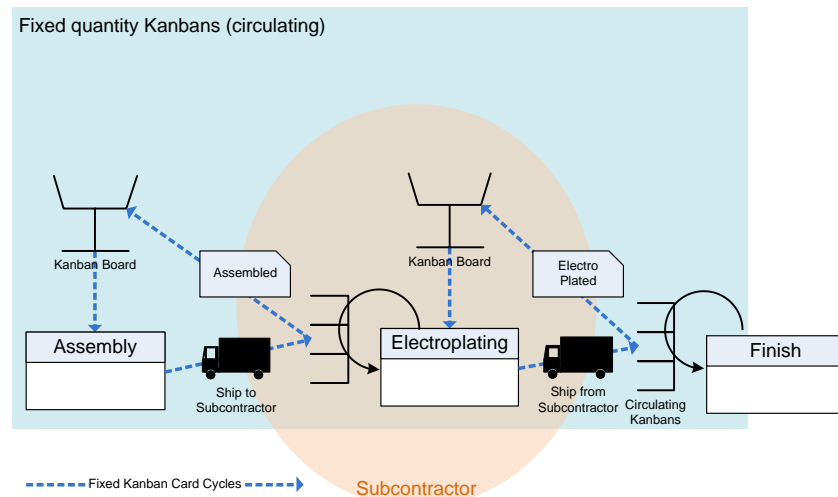 Fixed quantity Kanbans (circulating)
Kanban Board
Kanban Board
Assembled
Electro
Plated
Assembly
Electroplating
Finish
Ship to
Subcontractor
Ship from
Subcontractor
Circulating
Kanbans
Fixed Kanban Card Cycles
Subcontractor